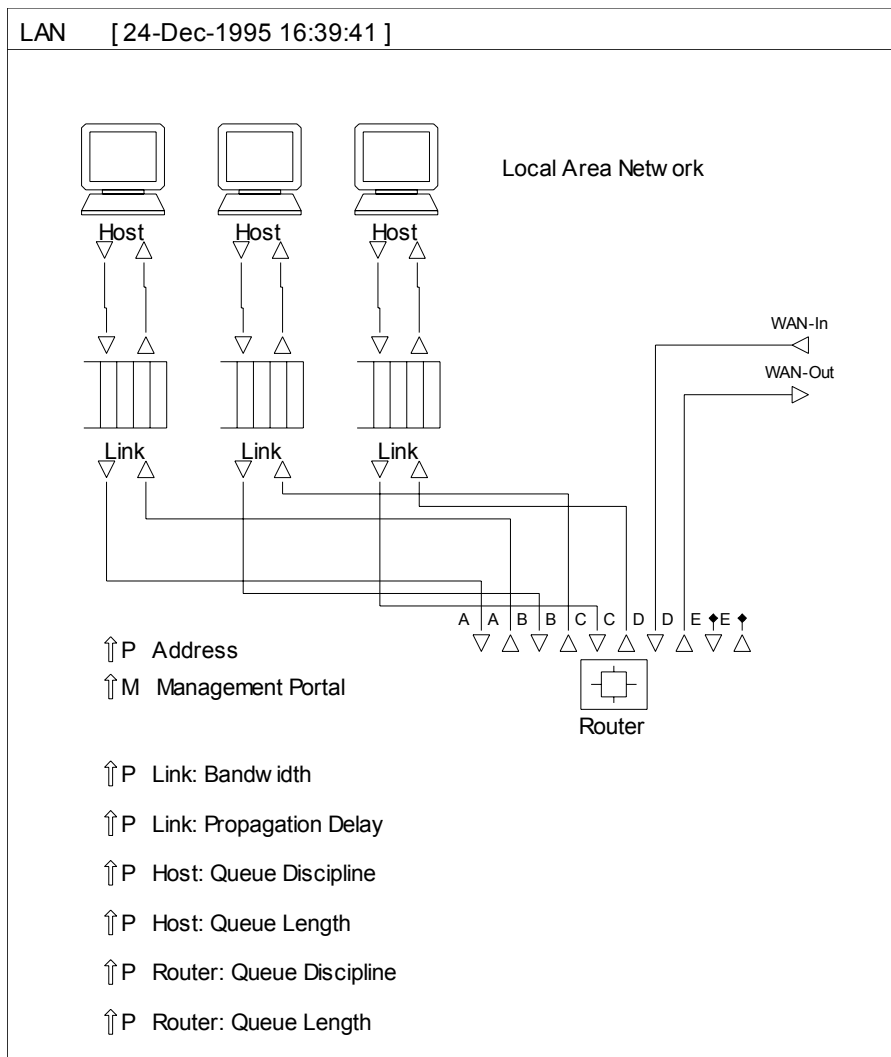 LAN [24-Dec-1995 16:39:41]
Local Area Network
Host Host Host
WAN-In
WAN-Out
Link Link Link
A A B B C C D D E E
Router
P Address
M Management Portal
P Link: Bandwidth
P Link: Propagation Delay
P Host: Queue Discipline
P Host: Queue Length
P Router: Queue Discipline
P Router: Queue Length